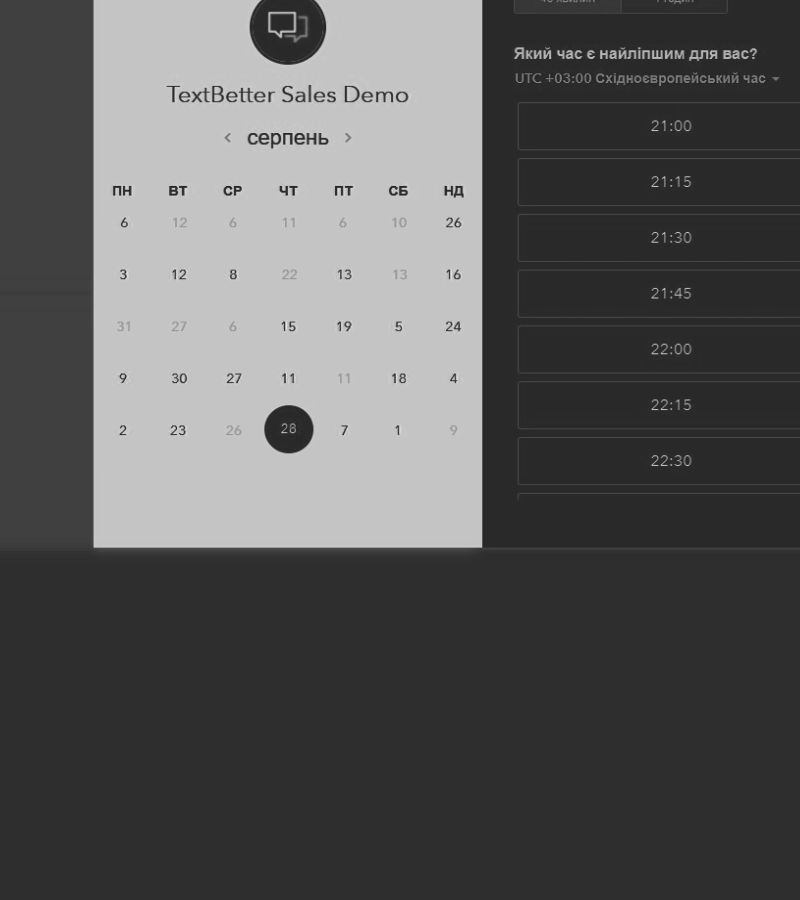 TextBetter Sales Demo
‹ серпень ›
ПН ВТ СР ЧТ ПТ СБ НД
6 12 6 11 6 10 26
3 12 8 22 13 13 16
31 27 6 15 19 5 24
9 30 27 11 11 18 4
2 23 26 28 7 1 9
Який час є найліпшим для вас?
UTC +03:00 Східноєвропейський час
21:00
21:15
21:30
21:45
22:00
22:15
22:30